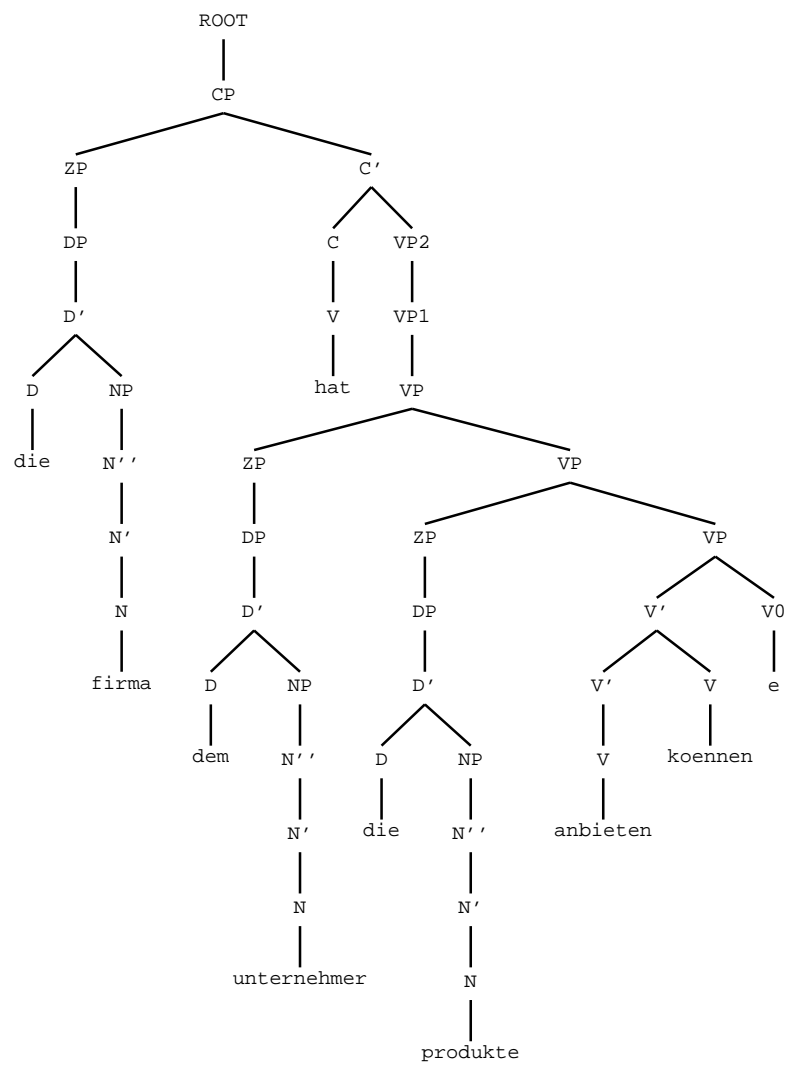 ROOT
CP
ZP C'
DP C VP2
D' V VP1
D NP hat VP
die N'' ZP VP
N' DP ZP VP
N D' DP V' V0
firma D NP D' V' V e
dem N'' D NP V koennen
N' die N'' anbieten
N N'
unternehmer N
produkte